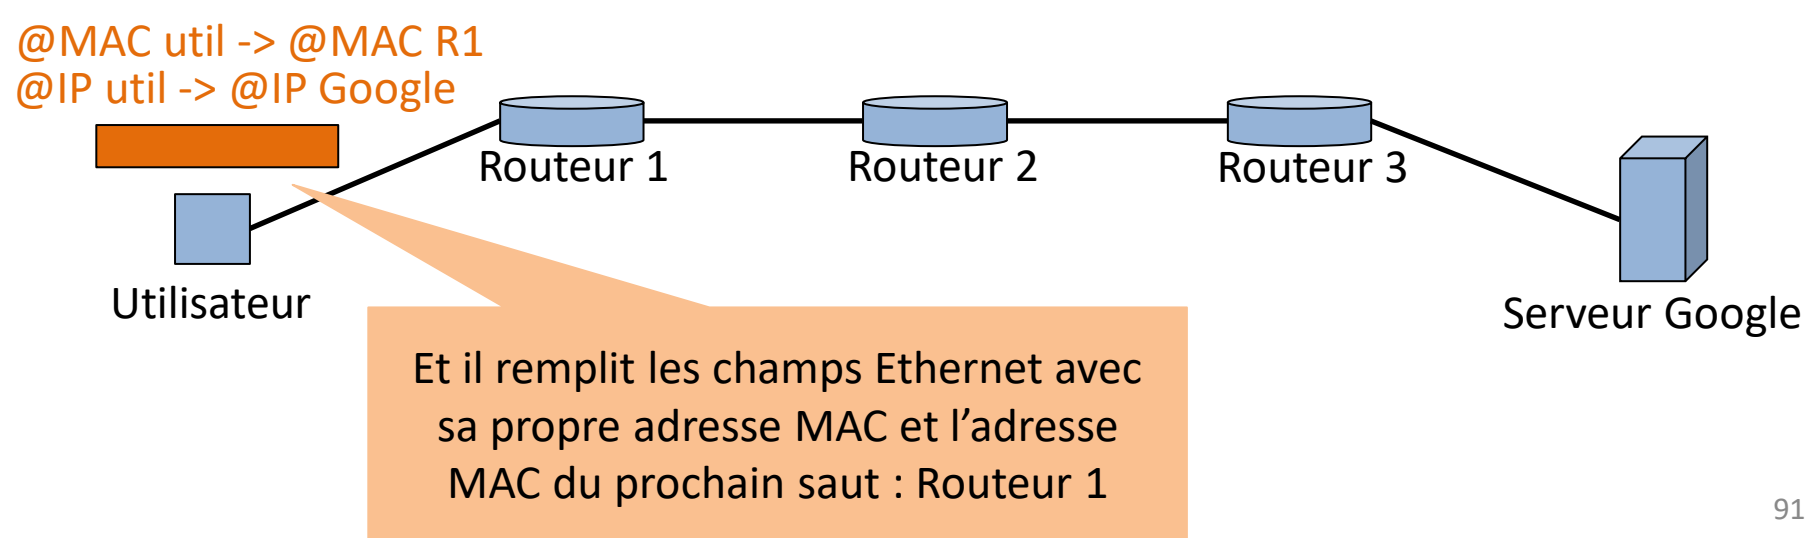 @MAC util -> @MAC R1
@IP util -> @IP Google
Routeur 1
Routeur 2
Routeur 3
Utilisateur
Serveur Google
Et il remplit les champs Ethernet avec
sa propre adresse MAC et l’adresse
MAC du prochain saut : Routeur 1
91